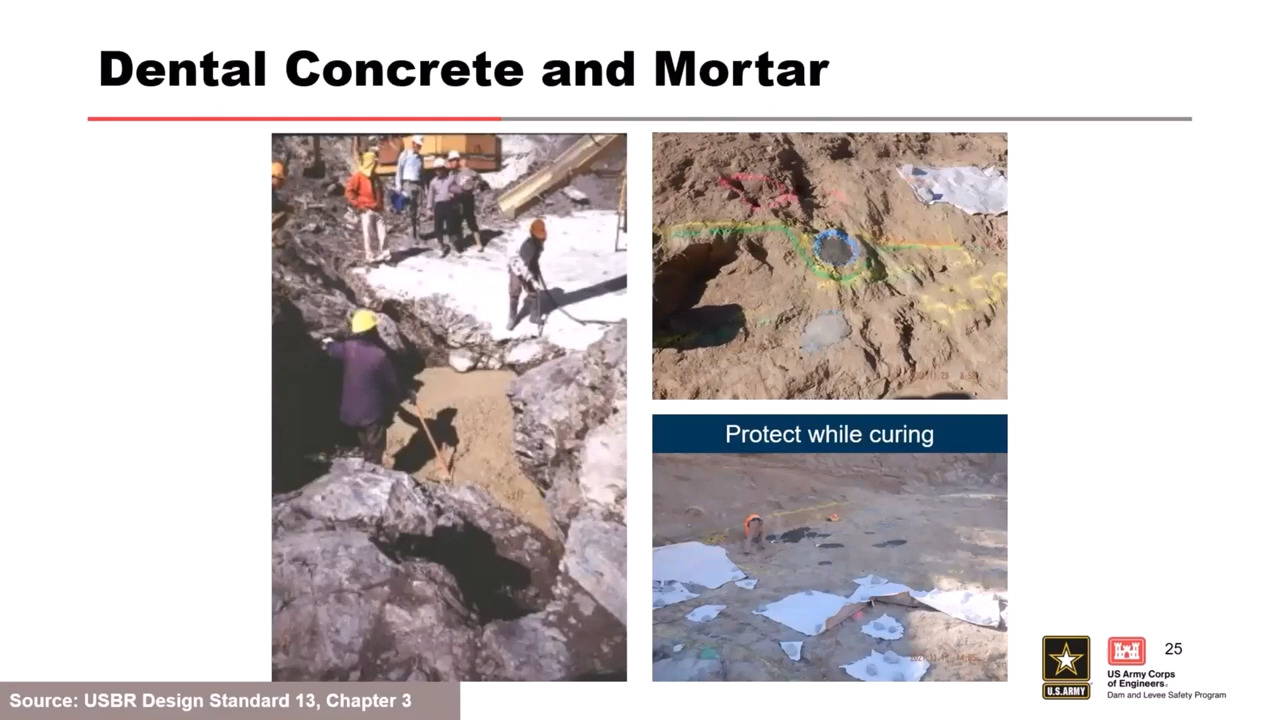 Dental Concrete and Mortar
Protect while curing
25
U.S.ARMY
US Army Corps
of Engineers®
Dam and Levee Safety Program
Source: USBR Design Standard 13, Chapter 3